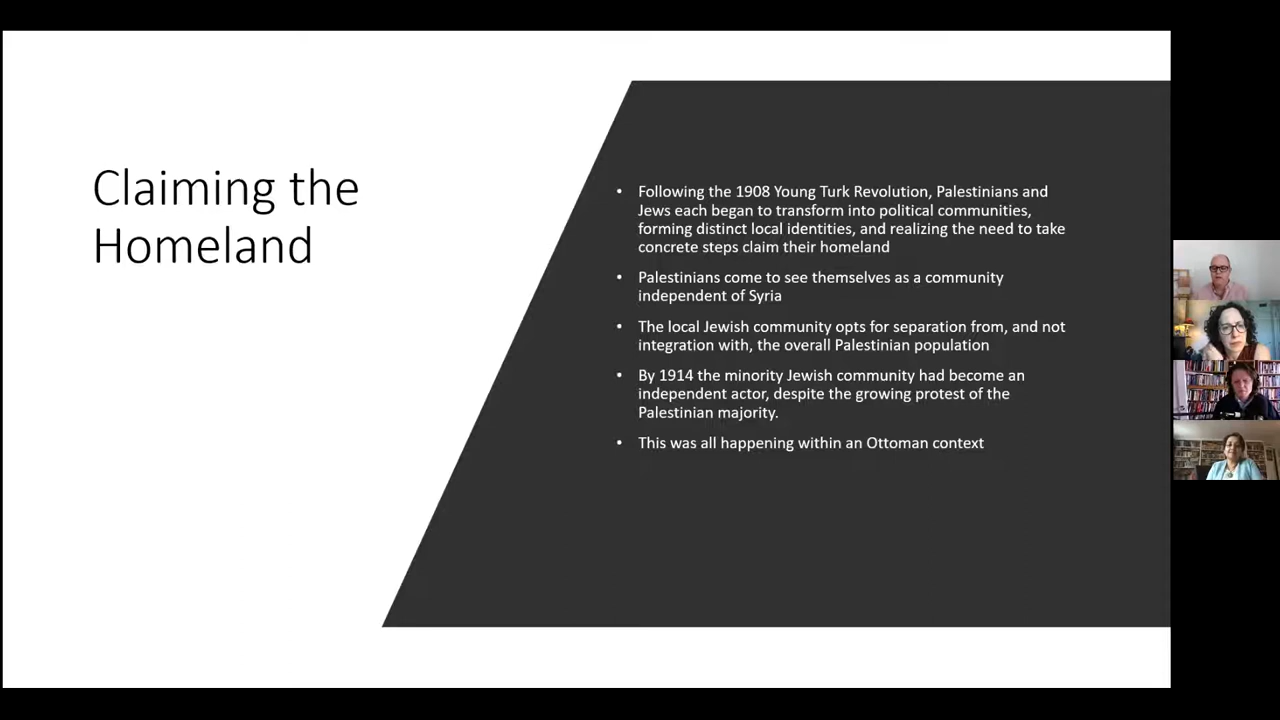 Claiming the
Homeland
• Following the 1908 Young Turk Revolution, Palestinians and
Jews each began to transform into political communities,
forming distinct local identities, and realizing the need to take
concrete steps claim their homeland
• Palestinians come to see themselves as a community
independent of Syria
• The local Jewish community opts for separation from, and not
integration with, the overall Palestinian population
• By 1914 the minority Jewish community had become an
independent actor, despite the growing protest of the
Palestinian majority.
• This was all happening within an Ottoman context